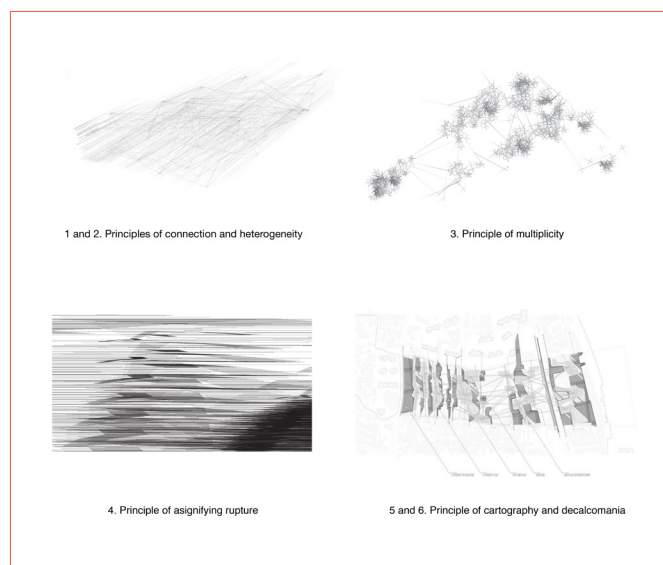 1 and 2. Principles of connection and heterogeneity
3. Principle of multiplicity
4. Principle of asignifying rupture
5 and 6. Principle of cartography and decalcomania